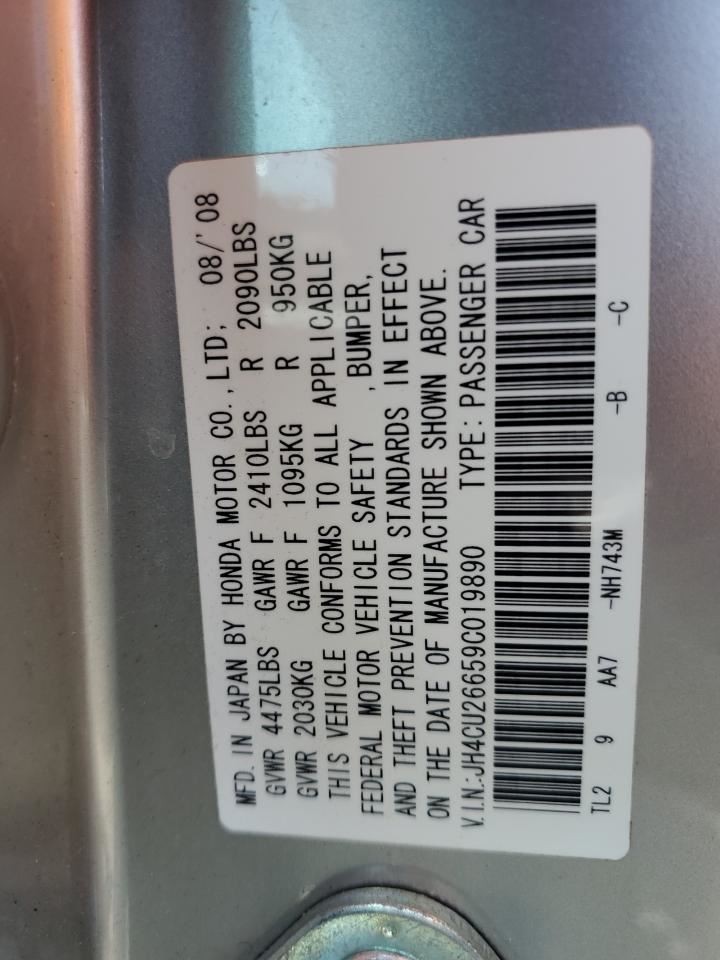 MFD. IN JAPAN BY HONDA MOTOR CO., LTD; 08/'08
GVWR 4475LBS GAWR F 2410LBS R 2090LBS
GVWR 2030KG GAWR F 1095KG R 950KG
THIS VEHICLE CONFORMS TO ALL APPLICABLE
FEDERAL MOTOR VEHICLE SAFETY ,BUMPER,
AND THEFT PREVENTION STANDARDS IN EFFECT
ON THE DATE OF MANUFACTURE SHOWN ABOVE.
V.I.N.:JH4CU26659C019890 TYPE:PASSENGER CAR
TL2 9 AA7 -NH743M -B -C